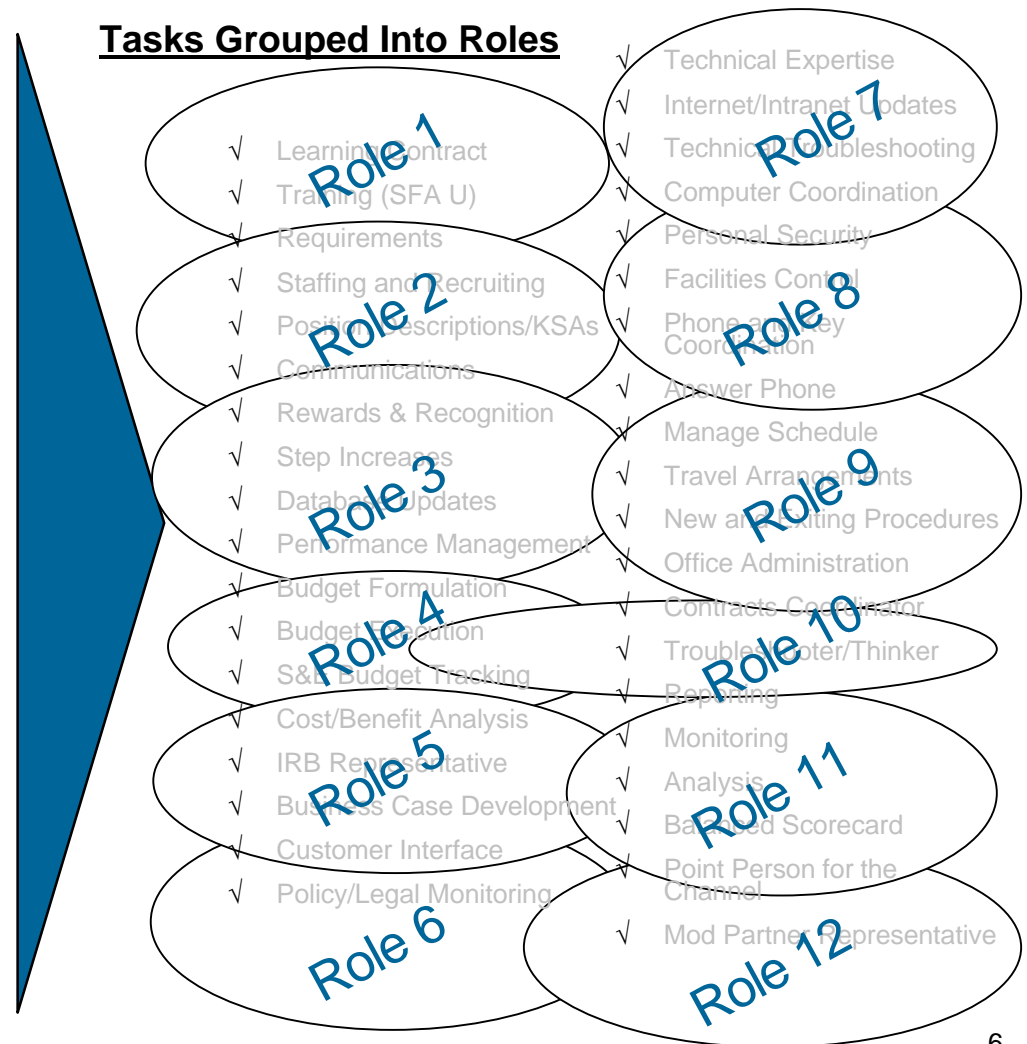 Tasks Grouped Into Roles
√ Learning Contract
√ Training (SFA U)
√ Requirements
√ Staffing and Recruiting
√ Position Descriptions/KSAs
√ Communications
√ Rewards & Recognition
√ Step Increases
√ Database Updates
√ Performance Management
√ Budget Formulation
√ Budget Execution
√ S&E Budget Tracking
√ Cost/Benefit Analysis
√ IRB Representative
√ Business Case Development
√ Customer Interface
√ Policy/Legal Monitoring
Role 1
Role 2
Role 3
Role 4
Role 5
Role 6
√ Technical Expertise
√ Internet/Intranet Updates
√ Technical Troubleshooting
√ Computer Coordination
√ Personal Security
√ Facilities Control
√ Phone and Key
Coordination
√ Answer Phone
√ Manage Schedule
√ Travel Arrangements
√ New and Exiting Procedures
√ Office Administration
√ Contracts Coordinator
√ Troubleshooter/Thinker
√ Reporting
√ Monitoring
√ Analysis
√ Balanced Scorecard
√ Point Person for the
Channel
√ Mod Partner Representative
Role 7
Role 8
Role 9
Role 10
Role 11
Role 12
6